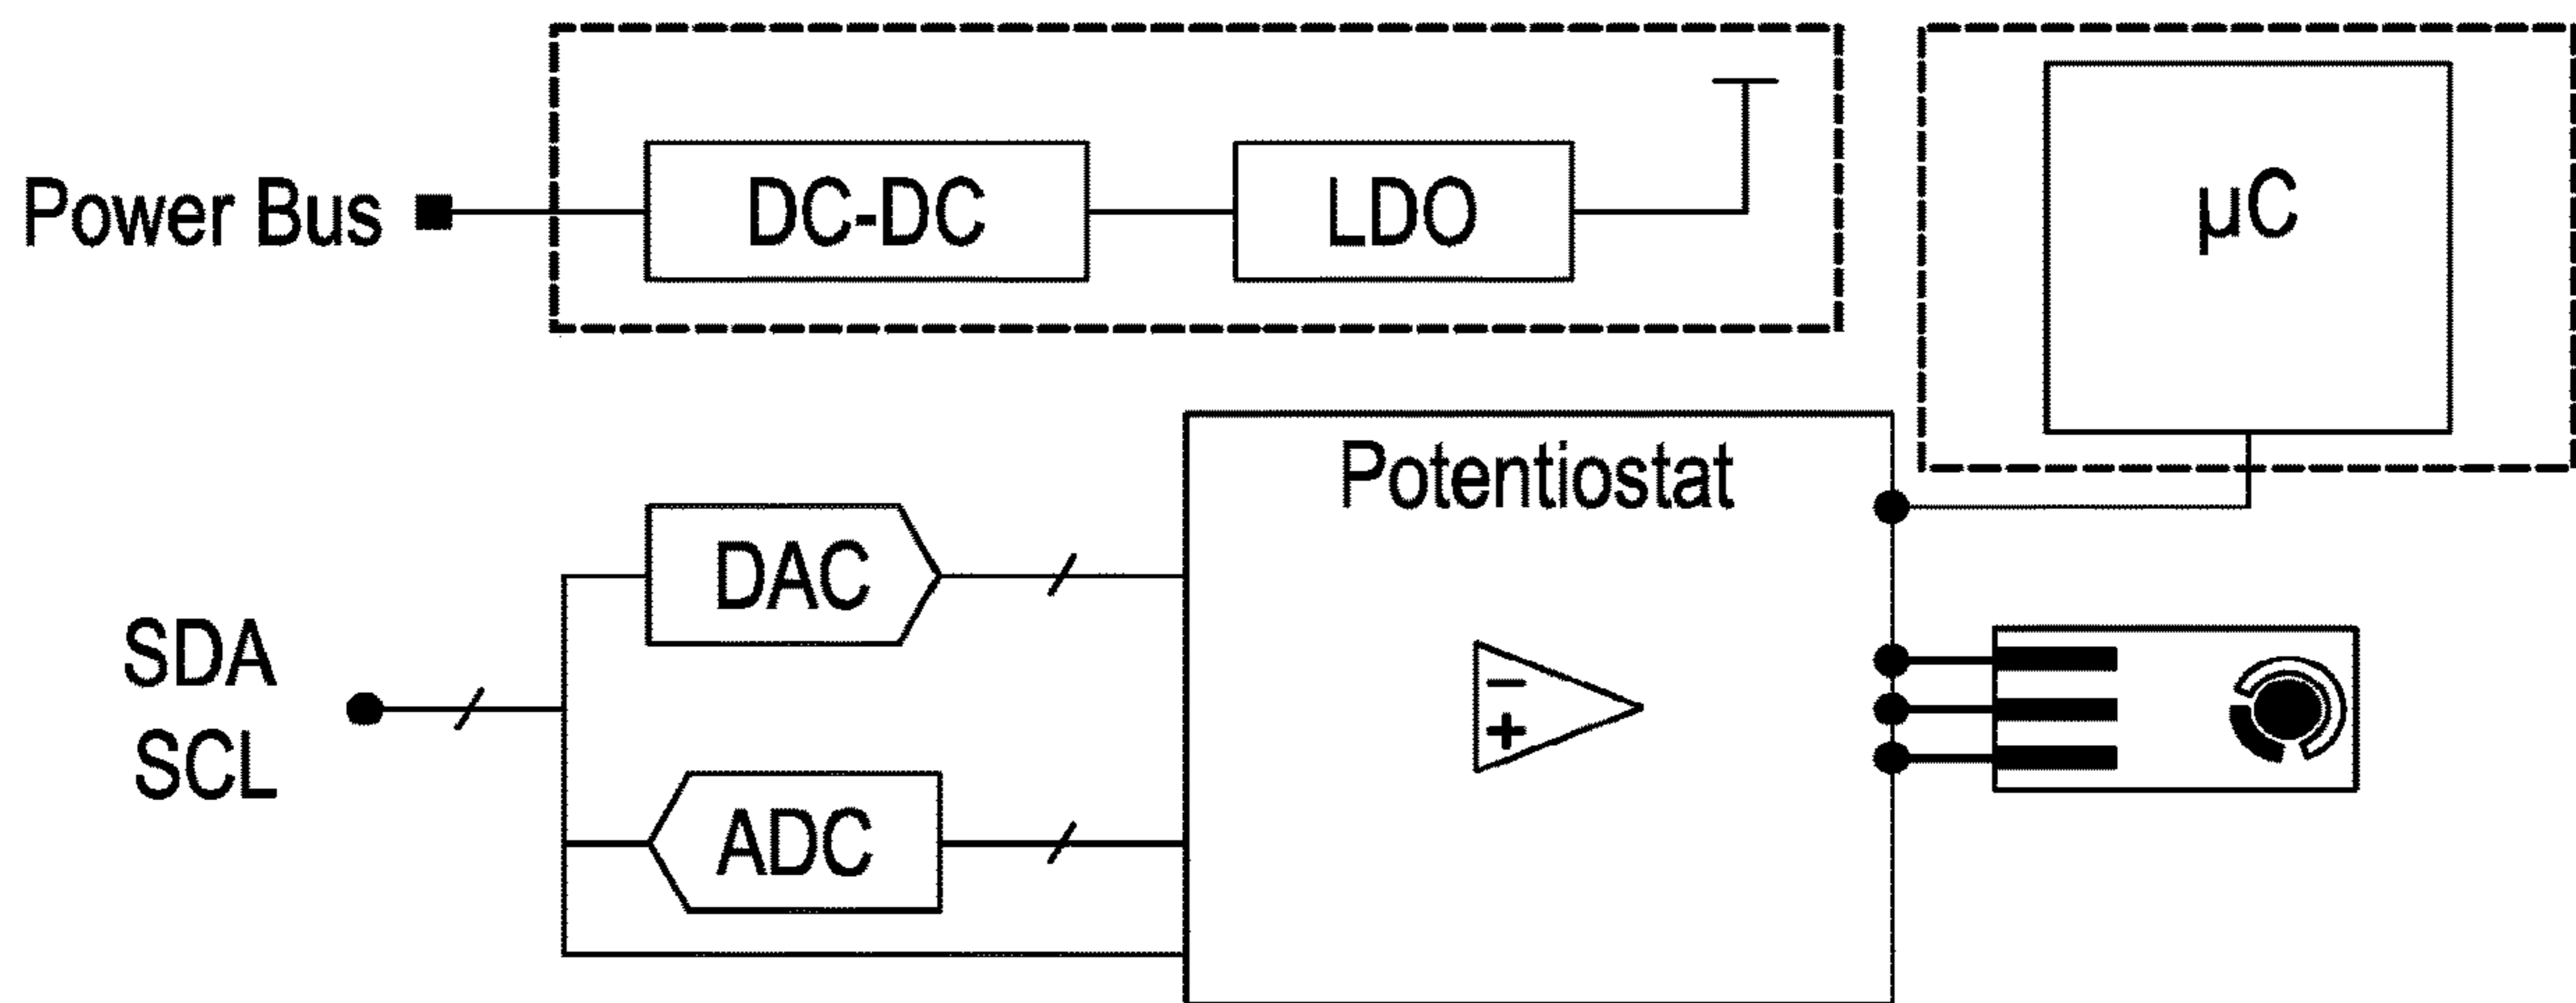 Power Bus
DC-DC
LDO
µC
Potentiostat
DAC
SDA
SCL
ADC